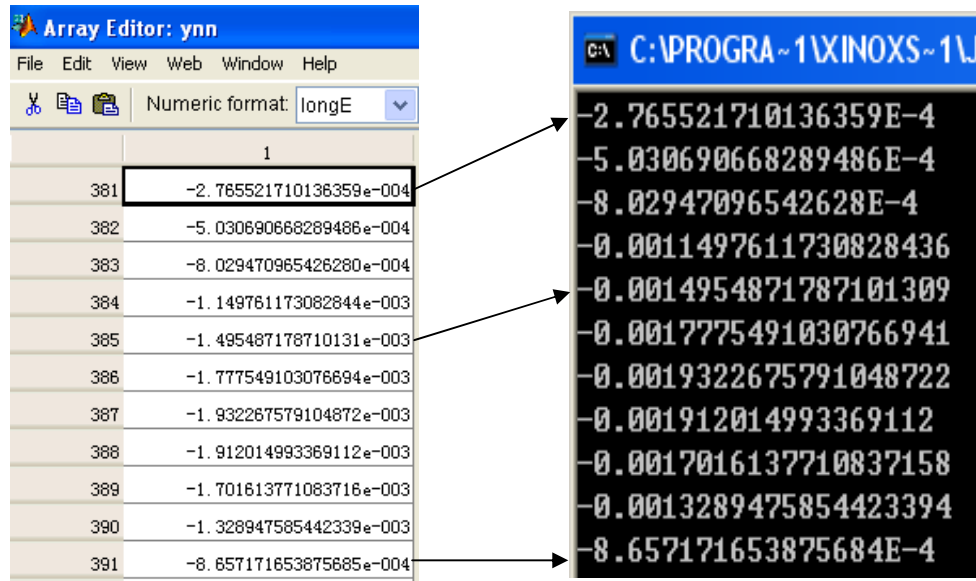 Array Editor: ynn
File Edit View Web Window Help
Numeric format: longE
1
381 -2.765521710136359e-004
382 -5.030690668289486e-004
383 -8.029470965426280e-004
384 -1.149761173082844e-003
385 -1.495487178710131e-003
386 -1.777549103076694e-003
387 -1.932267579104872e-003
388 -1.912014993369112e-003
389 -1.701613771083716e-003
390 -1.328947585442339e-003
391 -8.657171653875685e-004
C:\PROGRA~1\XINOXS~1\J
-2.765521710136359E-4
-5.030690668289486E-4
-8.02947096542628E-4
-0.0011497611730828436
-0.0014954871787101309
-0.0017775491030766941
-0.0019322675791048722
-0.001912014993369112
-0.0017016137710837158
-0.0013289475854423394
-8.657171653875684E-4